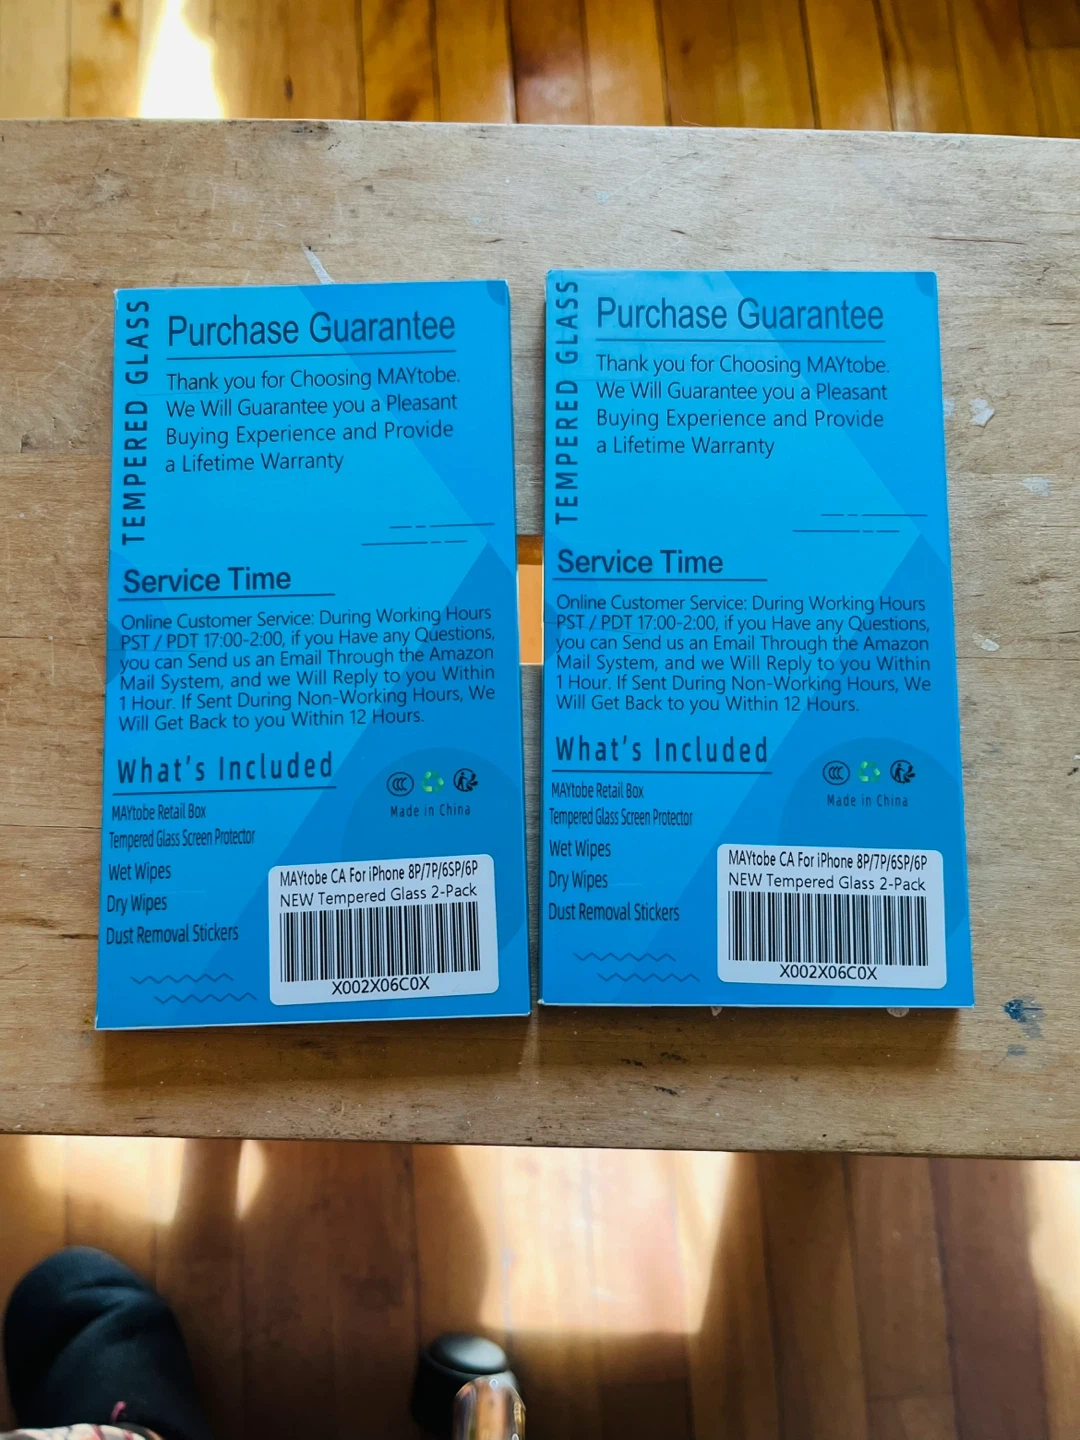 TEMPERED GLASS
Purchase Guarantee
Thank you for Choosing MAYtobe.
We Will Guarantee you a Pleasant
Buying Experience and Provide
a Lifetime Warranty
Service Time
Online Customer Service: During Working Hours
PST / PDT 17:00-2:00, if you Have any Questions,
you can Send us an Email Through the Amazon
Mail System, and we Will Reply to you Within
1 Hour. If Sent During Non-Working Hours, We
Will Get Back to you Within 12 Hours.
What's Included
MAYtobe Retail Box
Tempered Glass Screen Protector
Wet Wipes
Dry Wipes
Dust Removal Stickers
CCC
Made in China
MAYtobe CA For iPhone 8P/7P/6SP/6P
NEW Tempered Glass 2-Pack
X002X06C0X
TEMPERED GLASS
Purchase Guarantee
Thank you for Choosing MAYtobe.
We Will Guarantee you a Pleasant
Buying Experience and Provide
a Lifetime Warranty
Service Time
Online Customer Service: During Working Hours
PST / PDT 17:00-2:00, if you Have any Questions,
you can Send us an Email Through the Amazon
Mail System, and we Will Reply to you Within
1 Hour. If Sent During Non-Working Hours, We
Will Get Back to you Within 12 Hours.
What's Included
MAYtobe Retail Box
Tempered Glass Screen Protector
Wet Wipes
Dry Wipes
Dust Removal Stickers
CCC
Made in China
MAYtobe CA For iPhone 8P/7P/6SP/6P
NEW Tempered Glass 2-Pack
X002X06C0X